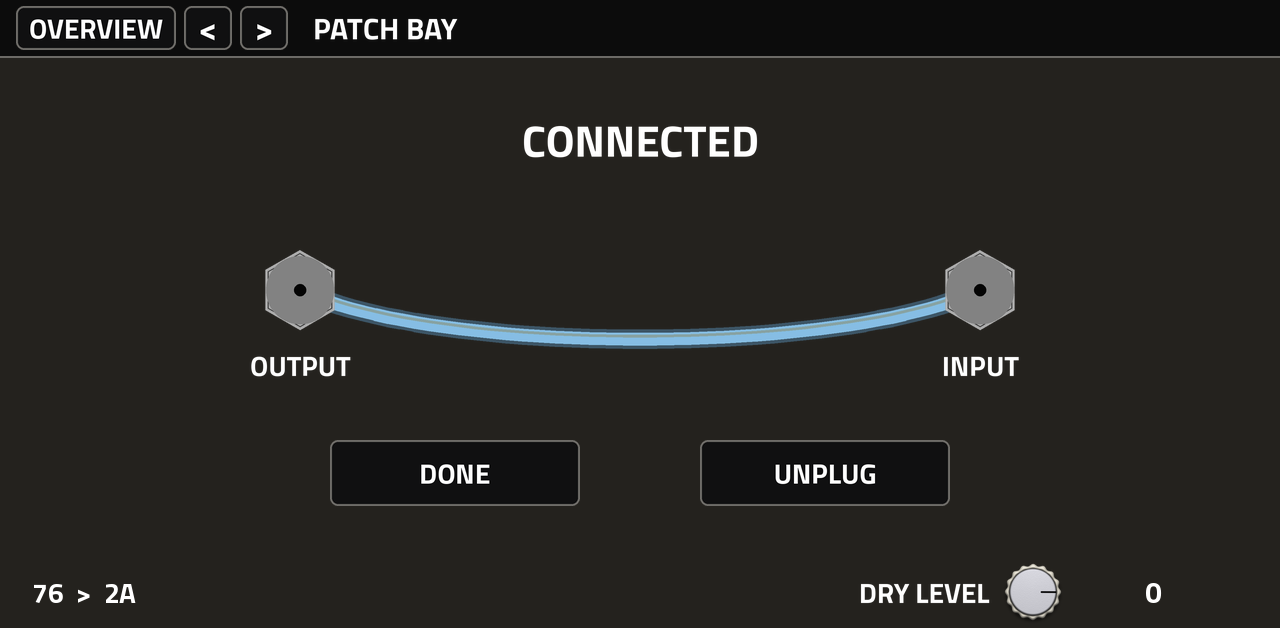 OVERVIEW < > PATCH BAY
CONNECTED
OUTPUT INPUT
DONE UNPLUG
76 > 2A DRY LEVEL 0